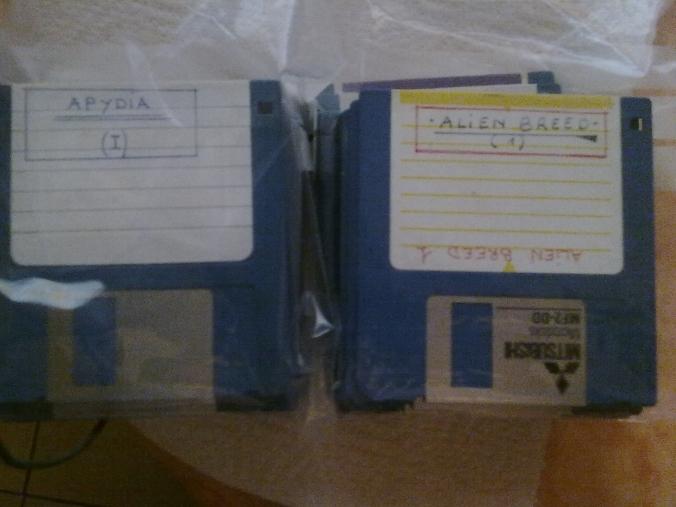 APYDIA
(I)
·ALIEN BREED·
(1)
ALIEN BREED 1
MITSUBISHI
MF2-DD